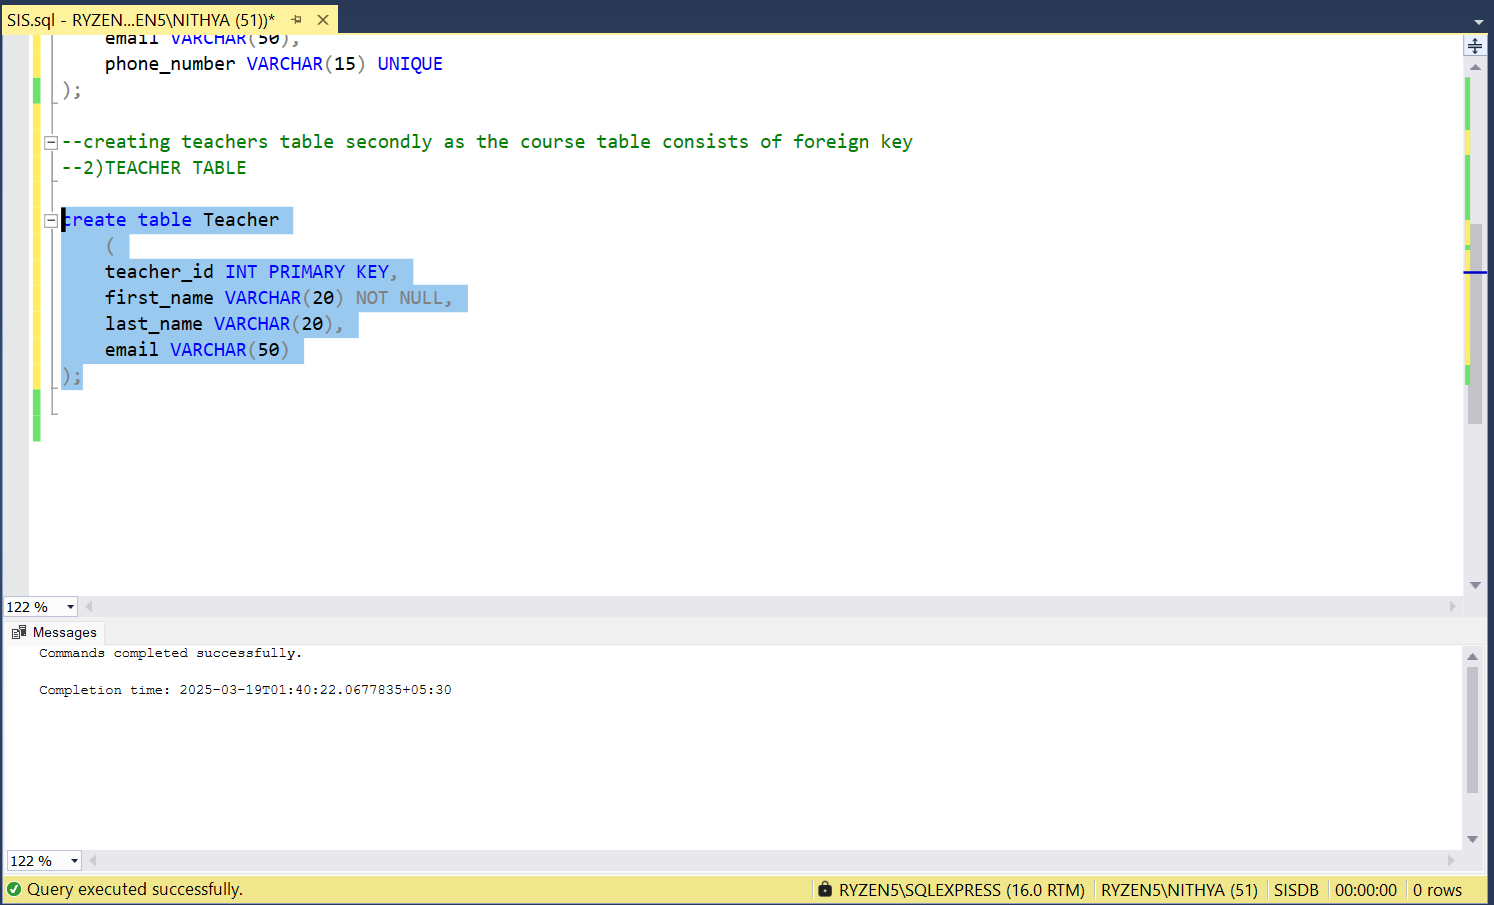 SIS.sql - RYZEN...EN5\NITHYA (51))*
email VARCHAR(50),
phone_number VARCHAR(15) UNIQUE
);
--creating teachers table secondly as the course table consists of foreign key
--2)TEACHER TABLE
create table Teacher
(
teacher_id INT PRIMARY KEY,
first_name VARCHAR(20) NOT NULL,
last_name VARCHAR(20),
email VARCHAR(50)
);
122 %
Messages
Commands completed successfully.
Completion time: 2025-03-19T01:40:22.0677835+05:30
122 %
Query executed successfully.
RYZEN5\SQLEXPRESS (16.0 RTM)
RYZEN5\NITHYA (51)
SISDB
00:00:00
0 rows